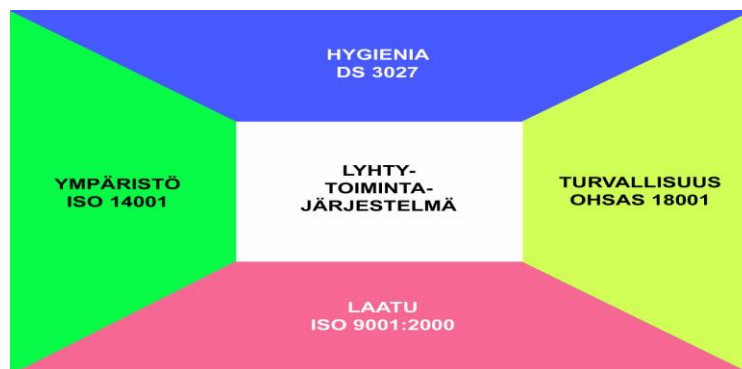 HYGIENIA
DS 3027
YMPÄRISTÖ
ISO 14001
LYHTY-
TOIMINTA-
JÄRJESTELMÄ
TURVALLISUUS
OHSAS 18001
LAATU
ISO 9001:2000